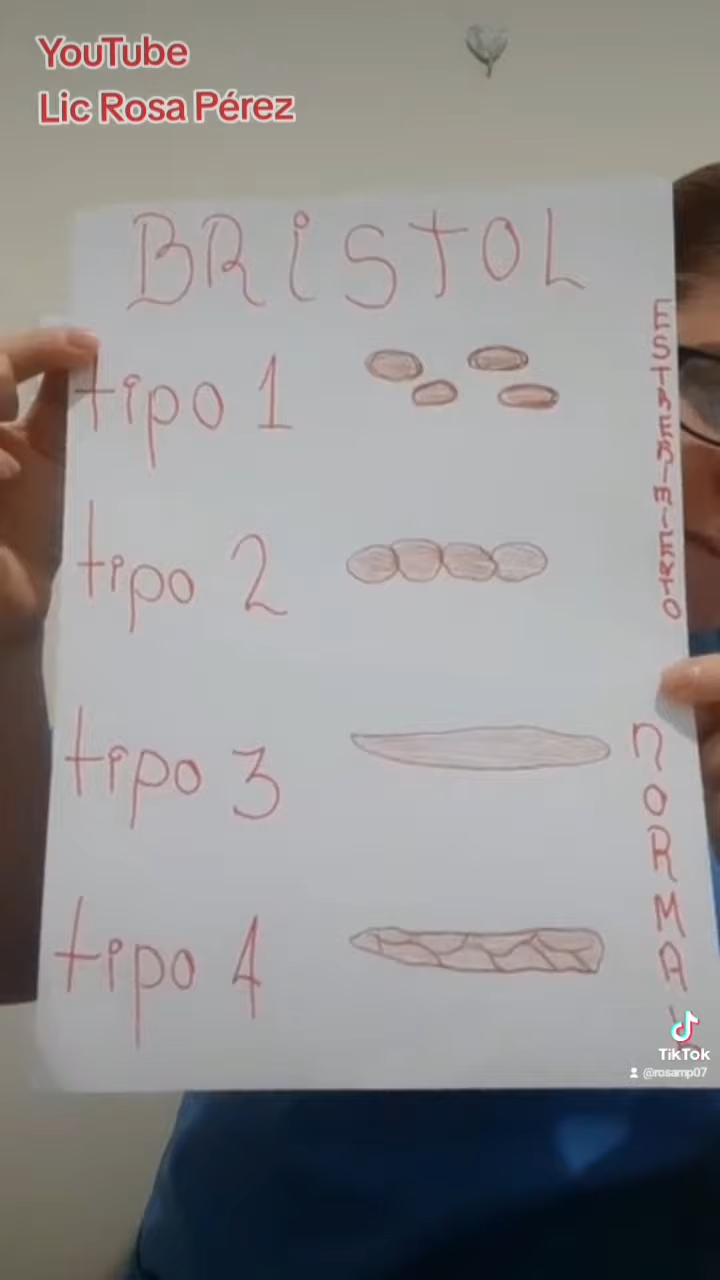 YouTube
Lic Rosa Pérez
BRiSTOL
tipo 1
tipo 2
ESTREÑIMIENTO
tipo 3
tipo 4
nORMAL
TikTok
@rosamp07